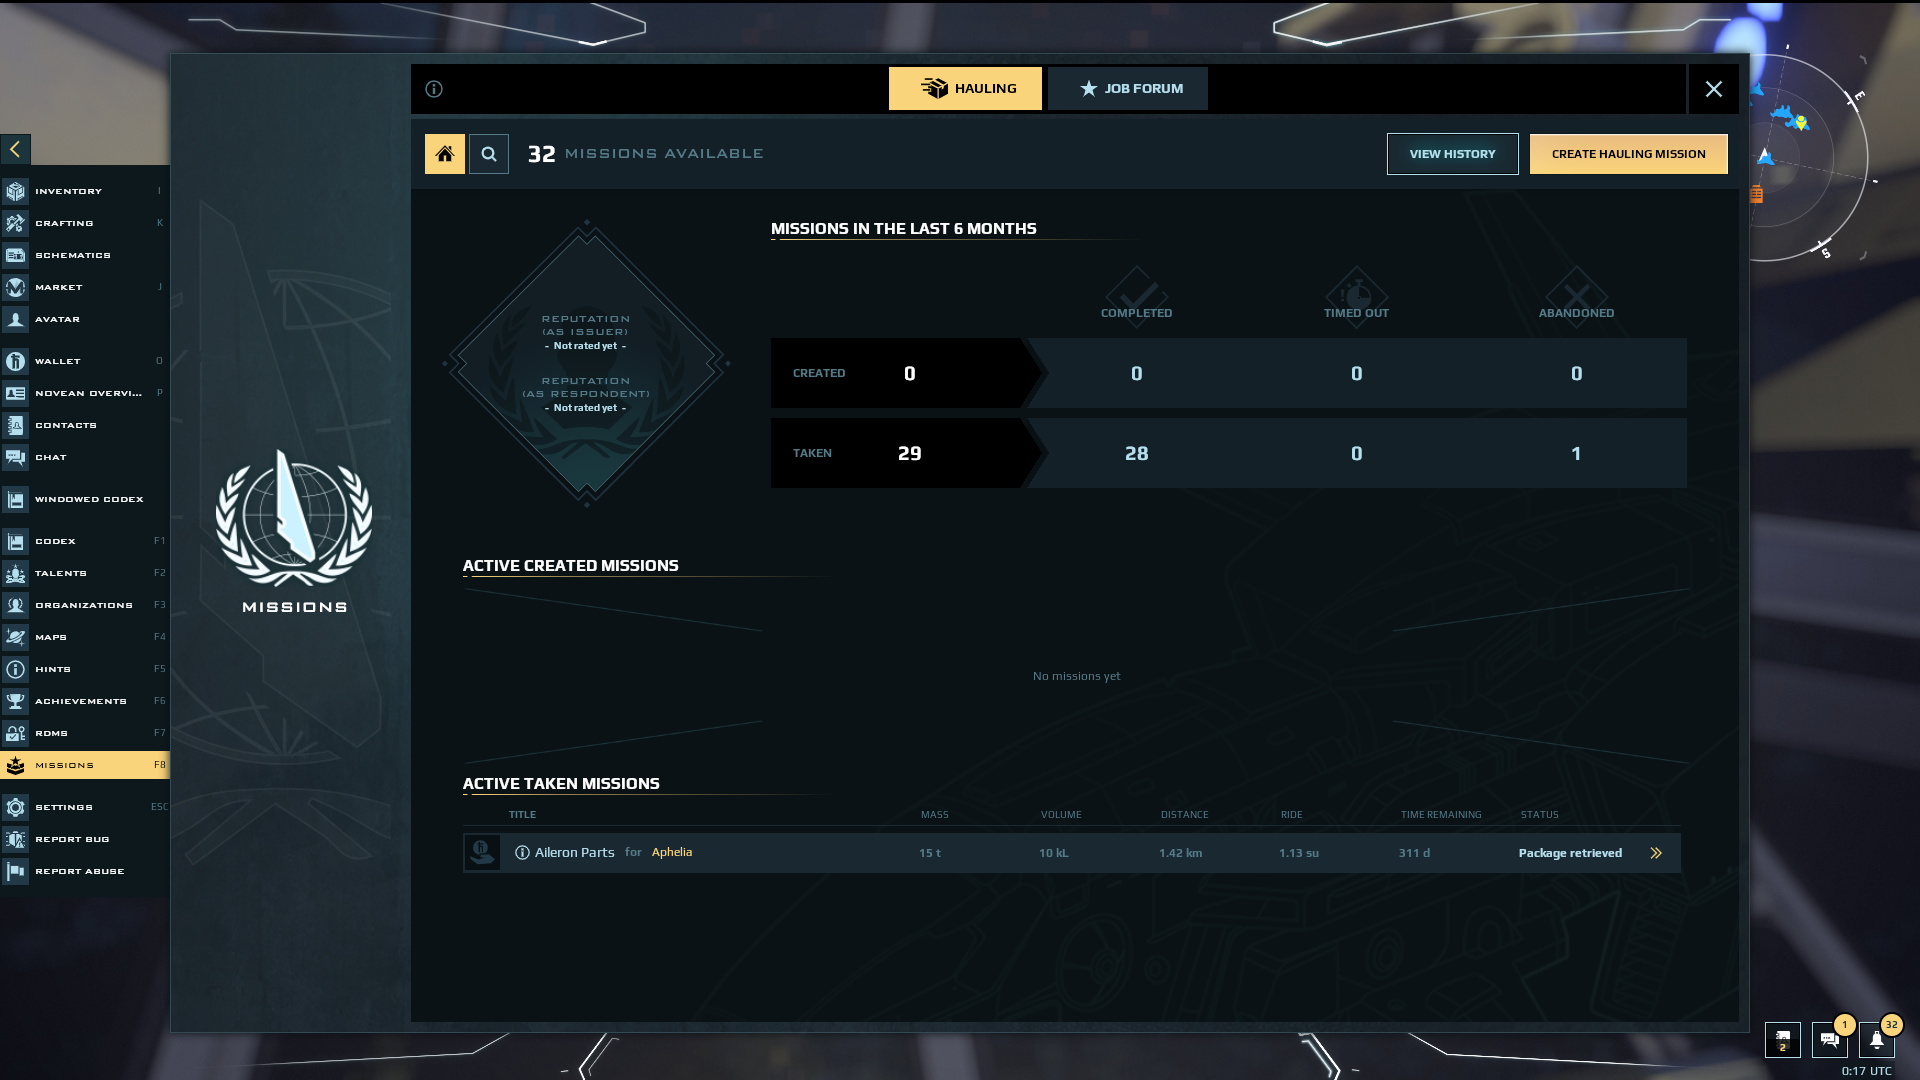 HAULING
JOB FORUM
32 MISSIONS AVAILABLE
VIEW HISTORY
CREATE HAULING MISSION
E
S
INVENTORY I
CRAFTING K
SCHEMATICS
MARKET J
AVATAR
WALLET O
NOVEAN OVERVI... P
CONTACTS
CHAT
WINDOWED CODEX
CODEX F1
TALENTS F2
ORGANIZATIONS F3
MAPS F4
HINTS F5
ACHIEVEMENTS F6
RDMS F7
MISSIONS F8
SETTINGS ESC
REPORT BUG
REPORT ABUSE
MISSIONS
REPUTATION
(AS ISSUER)
- Not rated yet -
REPUTATION
(AS RESPONDENT)
- Not rated yet -
MISSIONS IN THE LAST 6 MONTHS
COMPLETED TIMED OUT ABANDONED
CREATED 0 0 0 0
TAKEN 29 28 0 1
ACTIVE CREATED MISSIONS
No missions yet
ACTIVE TAKEN MISSIONS
TITLE MASS VOLUME DISTANCE RIDE TIME REMAINING STATUS
Aileron Parts for Aphelia 15 t 10 kL 1.42 km 1.13 su 311 d Package retrieved
2
1
32
0:17 UTC